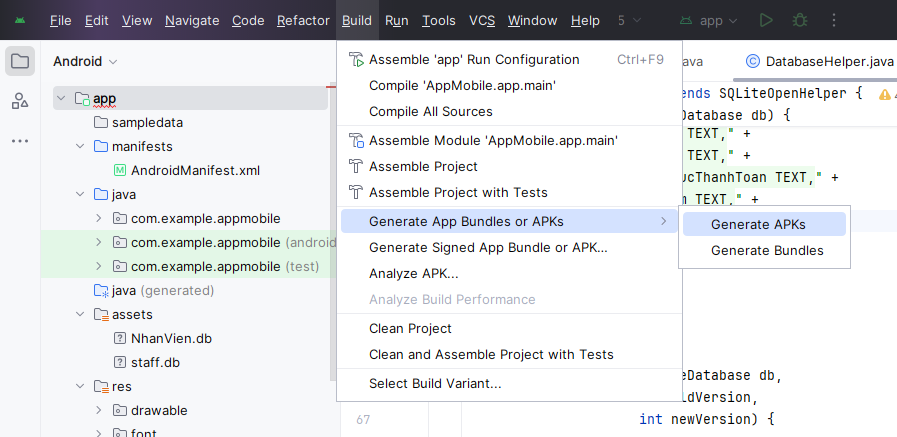 File Edit View Navigate Code Refactor Build Run Tools VCS Window Help 5 app
Android
app
sampledata
manifests
AndroidManifest.xml
java
com.example.appmobile
com.example.appmobile (android
com.example.appmobile (test)
java (generated)
assets
NhanVien.db
staff.db
res
drawable
font
Assemble 'app' Run Configuration Ctrl+F9
Compile 'AppMobile.app.main'
Compile All Sources
Assemble Module 'AppMobile.app.main'
Assemble Project
Assemble Project with Tests
Generate App Bundles or APKs
Generate Signed App Bundle or APK...
Analyze APK...
Analyze Build Performance
Clean Project
Clean and Assemble Project with Tests
Select Build Variant...
Generate APKs
Generate Bundles
ava DatabaseHelper.java
ends SQLiteOpenHelper {
Database db) {
TEXT," +
TEXT," +
ucThanhToan TEXT," +
TEXT," +
eDatabase db,
ldVersion,
67 int newVersion) {